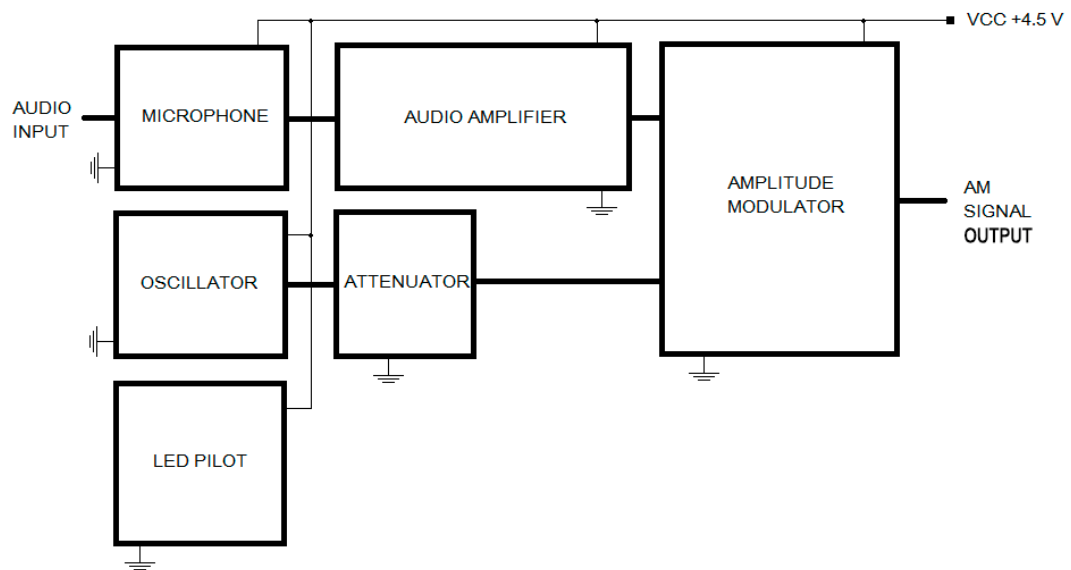 VCC +4.5 V
AUDIO
INPUT
MICROPHONE
AUDIO AMPLIFIER
AMPLITUDE
MODULATOR
AM
SIGNAL
OUTPUT
OSCILLATOR
ATTENUATOR
LED PILOT